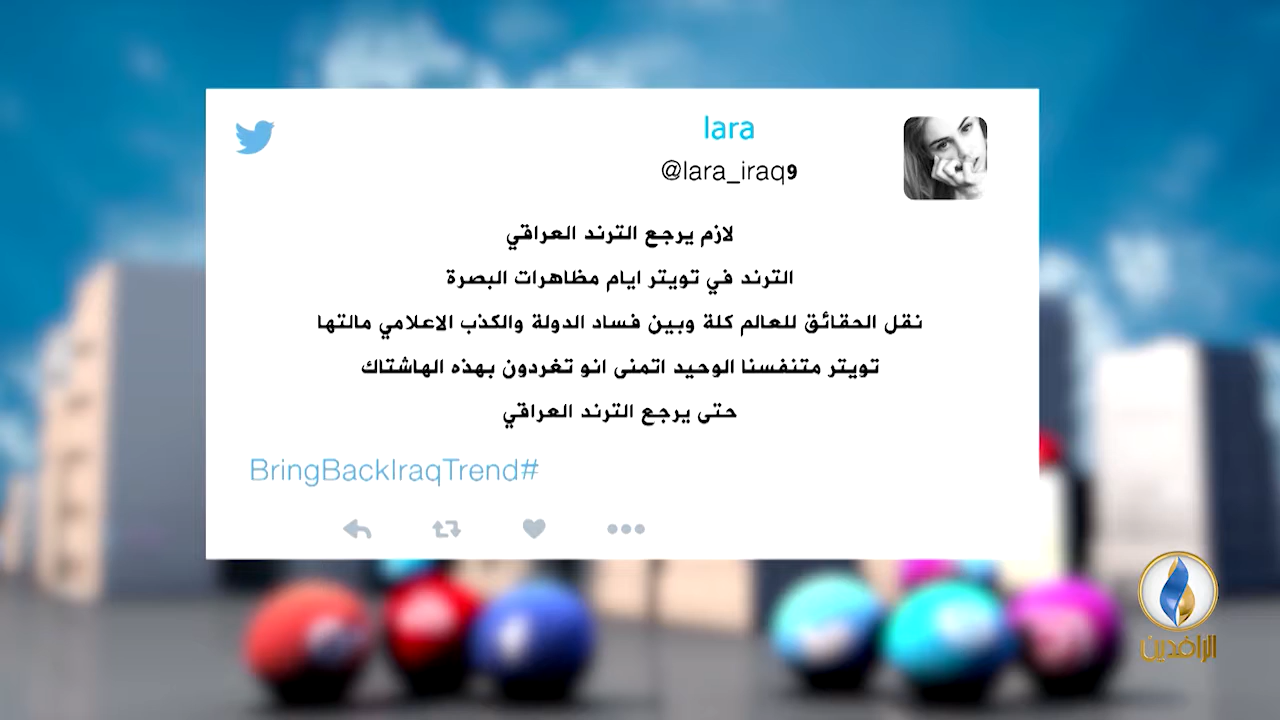 lara
@lara_iraq9
لازم يرجع الترند العراقي
الترند في تويتر ايام مظاهرات البصرة
نقل الحقائق للعالم كلة وبين فساد الدولة والكذب الاعلامي مالتها
تويتر متنفسنا الوحيد اتمنى انو تغردون بهذه الهاشتاك
حتى يرجع الترند العراقي
BringBackIraqTrend#
الرافدين